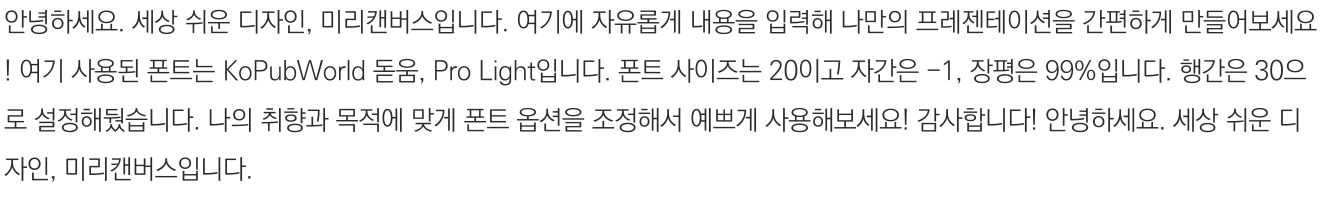 안녕하세요. 세상 쉬운 디자인, 미리캔버스입니다. 여기에 자유롭게 내용을 입력해 나만의 프레젠테이션을 간편하게 만들어보세요
! 여기 사용된 폰트는 KoPubWorld 돋움, Pro Light입니다. 폰트 사이즈는 20이고 자간은 -1, 장평은 99%입니다. 행간은 30으
로 설정해뒀습니다. 나의 취향과 목적에 맞게 폰트 옵션을 조정해서 예쁘게 사용해보세요! 감사합니다! 안녕하세요. 세상 쉬운 디
자인, 미리캔버스입니다.